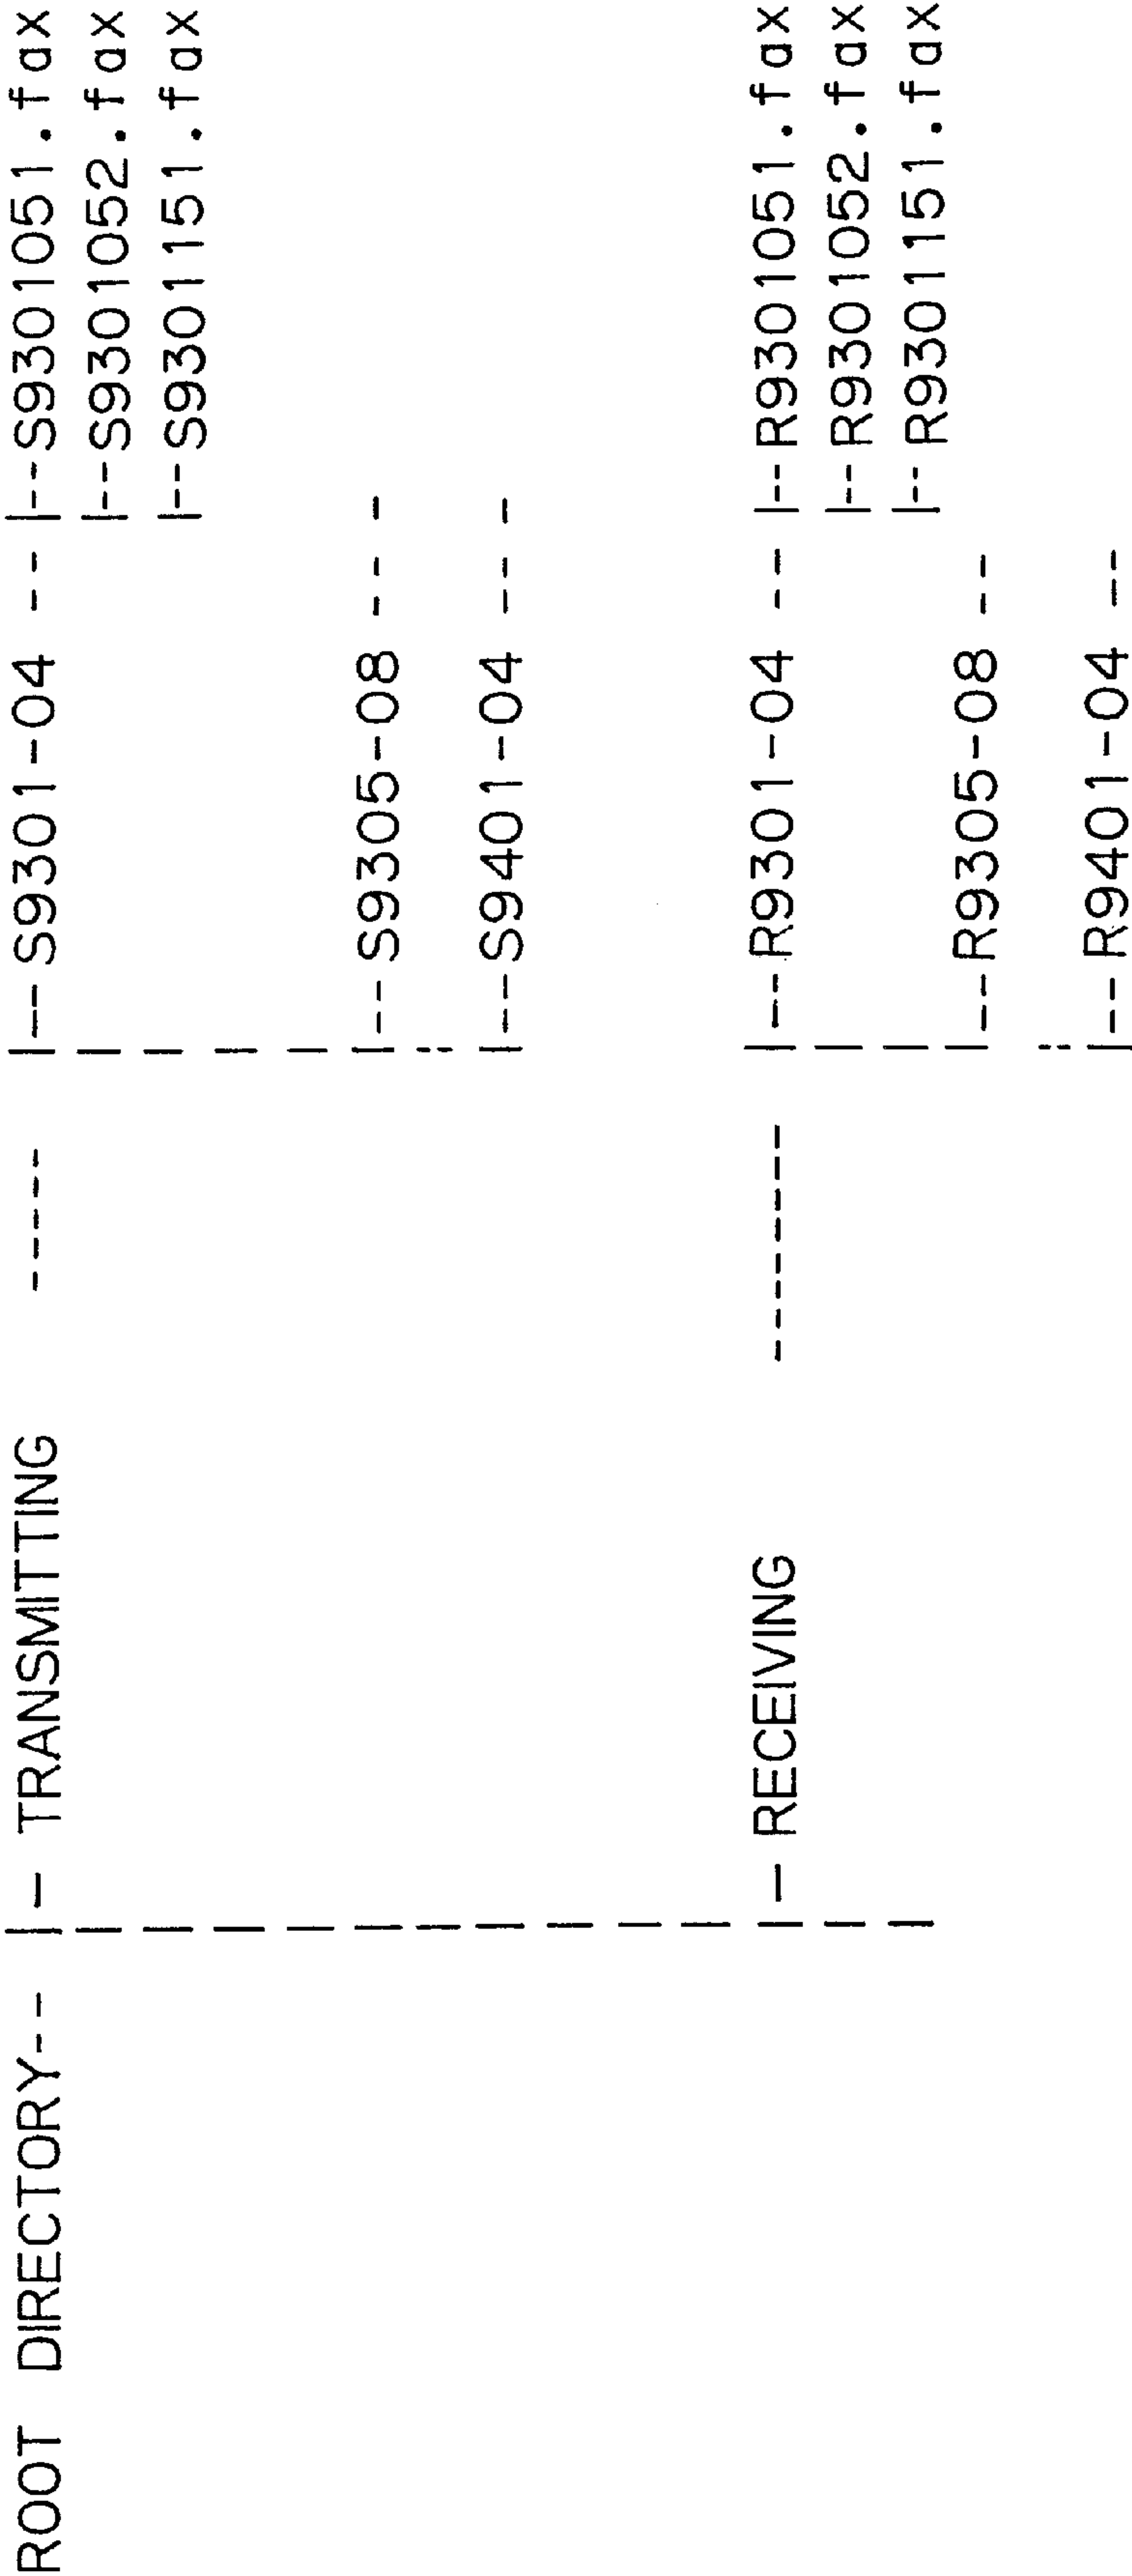 ROOT DIRECTORY-- |- TRANSMITTING ----- |--S9301-04 -- |--S9301051.fax
|--S9301052.fax
|--S9301151.fax
|--S9305-08 ---
|---S9401-04 ---
- RECEIVING ------- |--R9301-04 -- |--R9301051.fax
|--R9301052.fax
|--R9301151.fax
--R9305-08 --
|--R9401-04 --